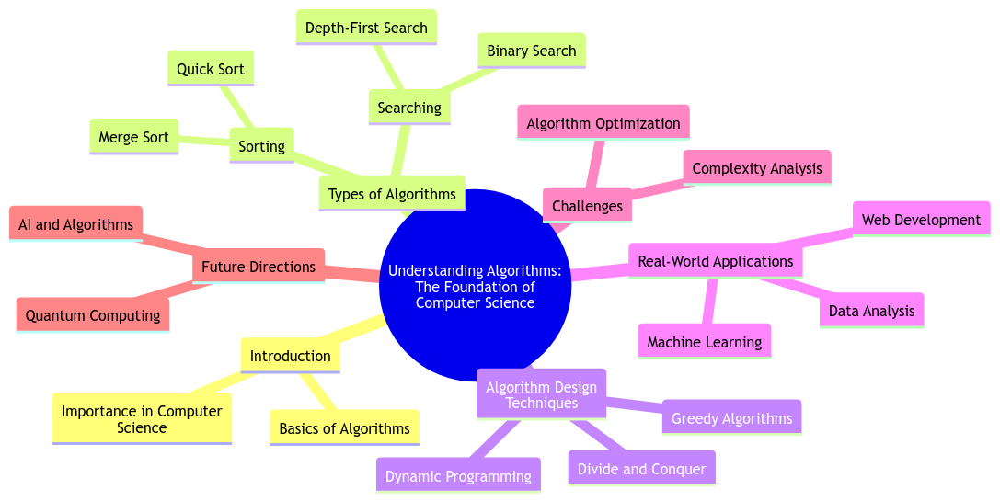 Depth-First Search
Binary Search
Quick Sort
Searching
Algorithm Optimization
Merge Sort
Sorting
Complexity Analysis
Types of Algorithms
Challenges
AI and Algorithms
Web Development
Future Directions
Real-World Applications
Understanding Algorithms:
The Foundation of
Computer Science
Quantum Computing
Data Analysis
Machine Learning
Introduction
Algorithm Design
Techniques
Importance in Computer
Science
Basics of Algorithms
Greedy Algorithms
Dynamic Programming
Divide and Conquer